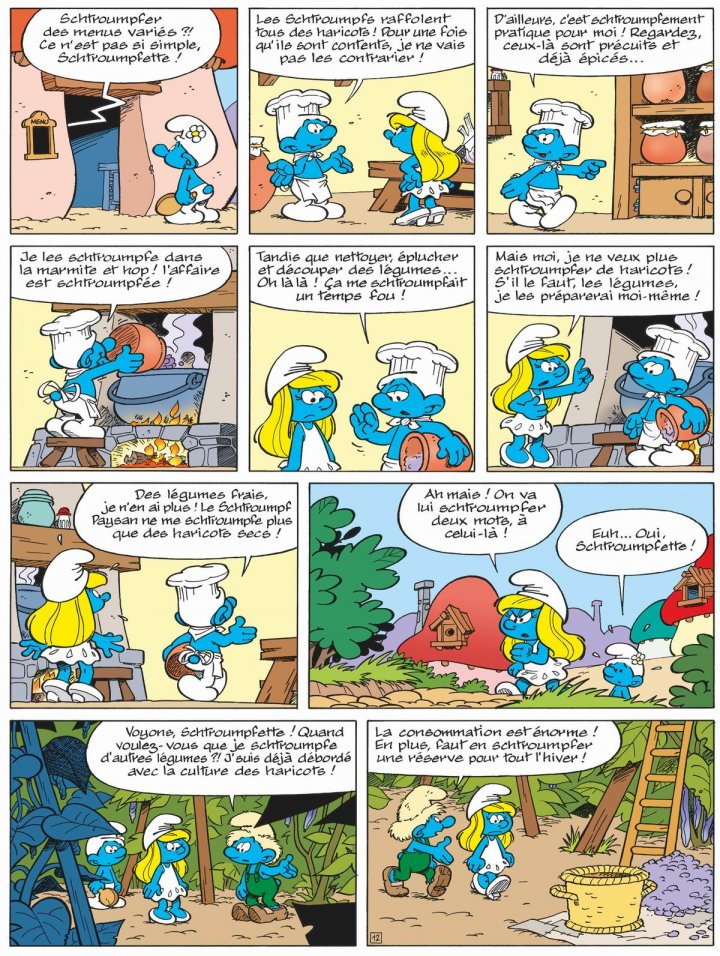 Schtroumpfer
des menus variés ?!
Ce n'est pas si simple,
Schtroumpfette !
MENU
Les Schtroumpfs raffolent
tous des haricots ! Pour une fois
qu'ils sont contents, je ne vais
pas les contrarier !
D'ailleurs, c'est schtroumpfement
pratique pour moi ! Regardez,
ceux-là sont précuits et
déjà épicés...
Je les schtroumpfe dans
la marmite et hop ! l'affaire
est schtroumpfée !
Tandis que nettoyer, éplucher
et découper des légumes...
Oh là là ! Ça me schtroumpfait
un temps fou !
Mais moi, je ne veux plus
schtroumpfer de haricots !
S'il le faut, les légumes,
je les préparerai moi-même !
Des légumes frais,
je n'en ai plus ! Le Schtroumpf
Paysan ne me schtroumpfe plus
que des haricots secs !
Ah mais ! On va
lui schtroumpfer
deux mots, à
celui-là !
Euh... Oui,
Schtroumpfette !
Voyons, Schtroumpfette ! Quand
voulez-vous que je schtroumpfe
d'autres légumes ?! J'suis déjà débordé
avec la culture des haricots !
La consommation est énorme !
En plus, faut en schtroumpfer
une réserve pour tout l'hiver !
12